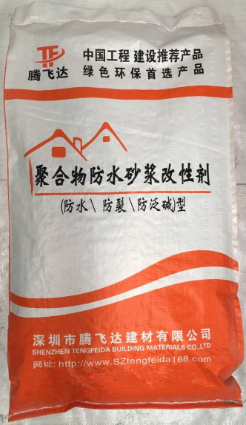 TF
腾飞达
中国工程 建设推荐产品
绿色环保首选产品
聚合物防水砂浆改性剂
(防水\ 防裂\防泛碱)型
深圳市腾飞达建材有限公司
SHENZHEN TENGFEIDA BUILDING MATERIALS CO.,LTD
网址: http://www.SZtengfeida168.com